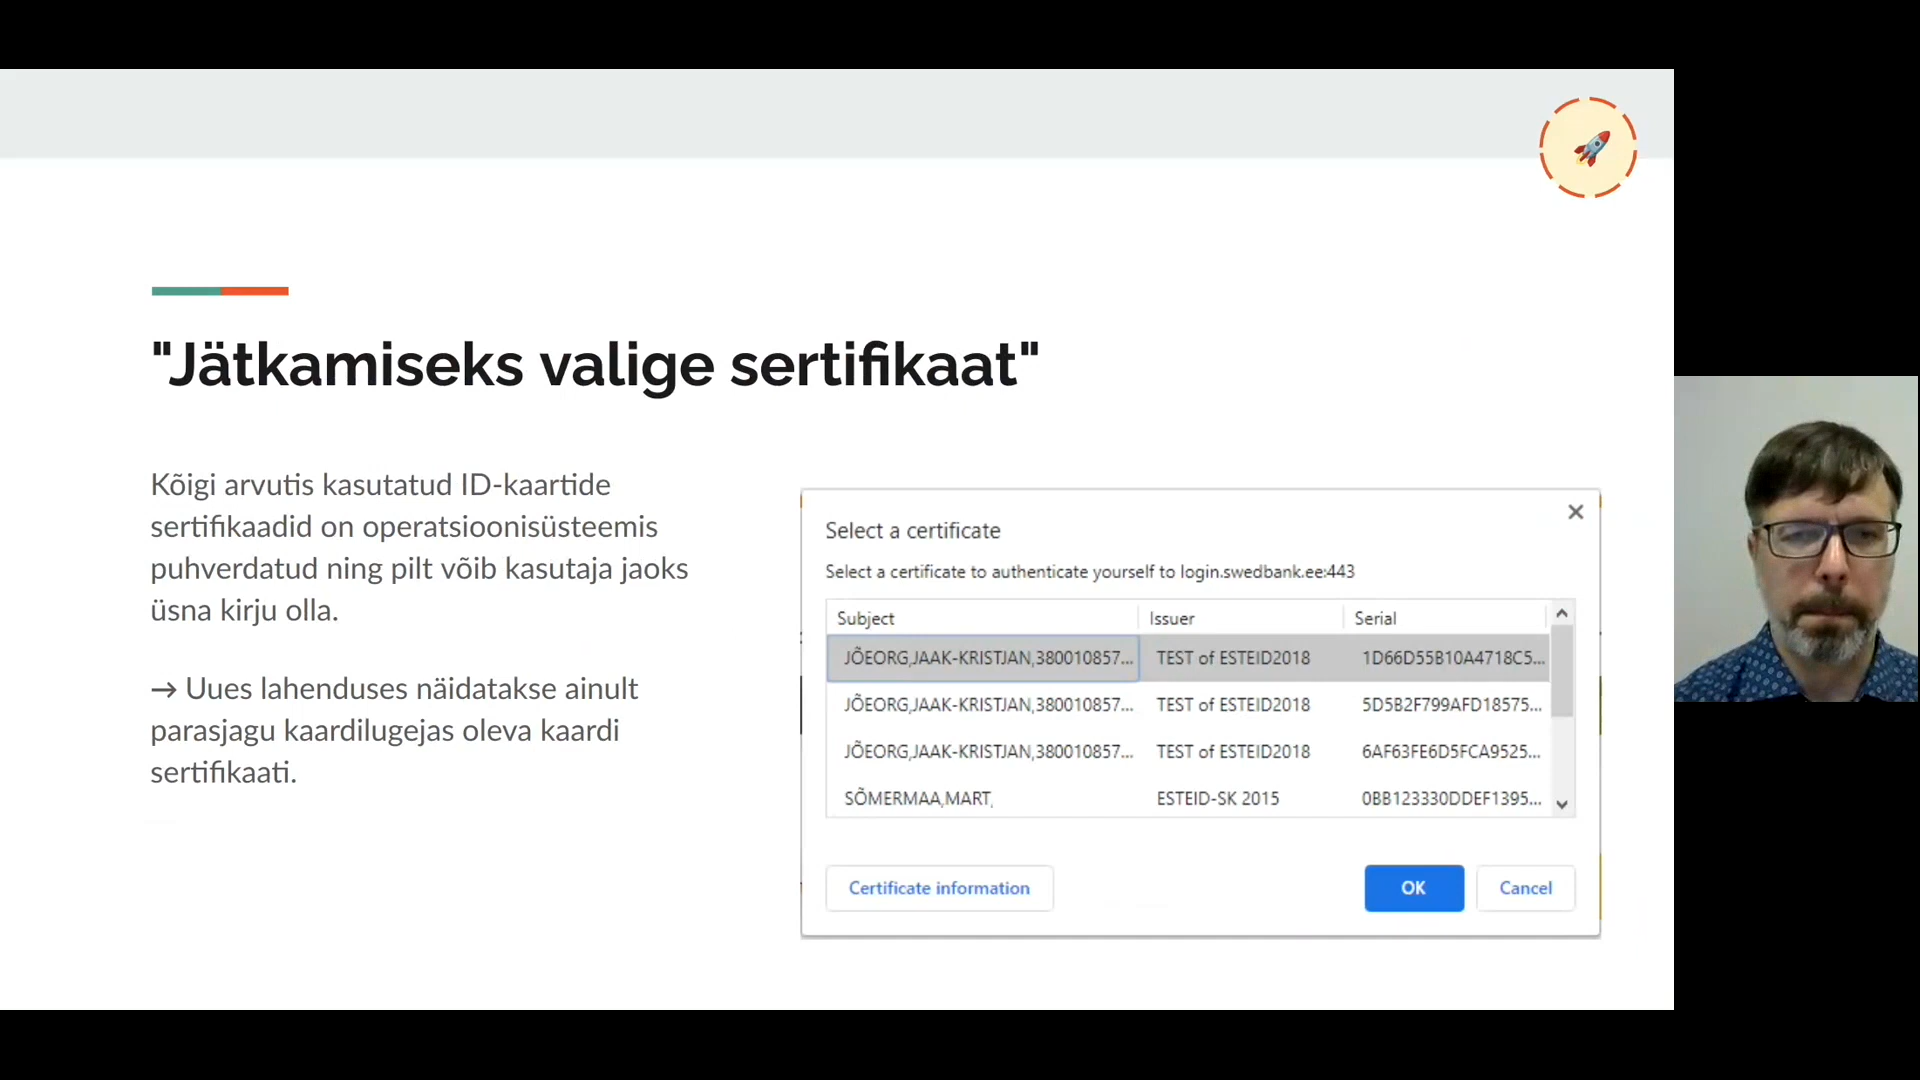 "Jätkamiseks valige sertifikaat"
Kõigi arvutis kasutatud ID-kaartide
sertifikaadid on operatsioonisüsteemis
puhverdatud ning pilt võib kasutaja jaoks
üsna kirju olla.
→ Uues lahenduses näidatakse ainult
parasjagu kaardilugejas oleva kaardi
sertifikaati.
Select a certificate
Select a certificate to authenticate yourself to login.swedbank.ee:443
Subject Issuer Serial
JÕEORG,JAAK-KRISTJAN,380010857... TEST of ESTEID2018 1D66D55B10A4718C5...
JÕEORG,JAAK-KRISTJAN,380010857... TEST of ESTEID2018 5D5B2F799AFD18575...
JÕEORG,JAAK-KRISTJAN,380010857... TEST of ESTEID2018 6AF63FE6D5FCA9525...
SÕMERMAA,MART, ESTEID-SK 2015 0BB123330DDEF1395...
Certificate information OK Cancel